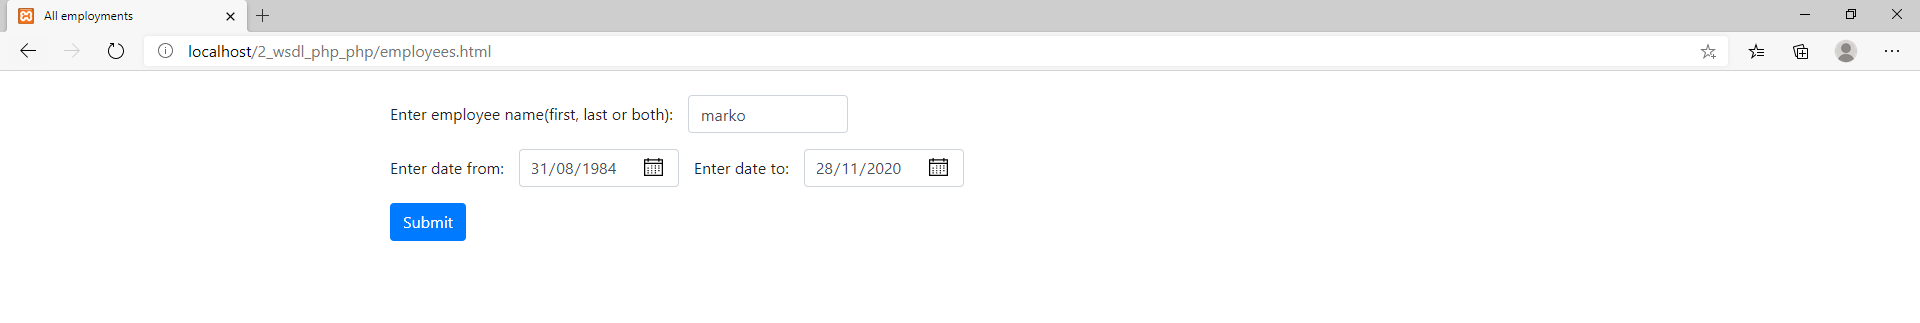 All employments
localhost/2_wsdl_php_php/employees.html
Enter employee name(first, last or both): marko
Enter date from: 31/08/1984 Enter date to: 28/11/2020
Submit